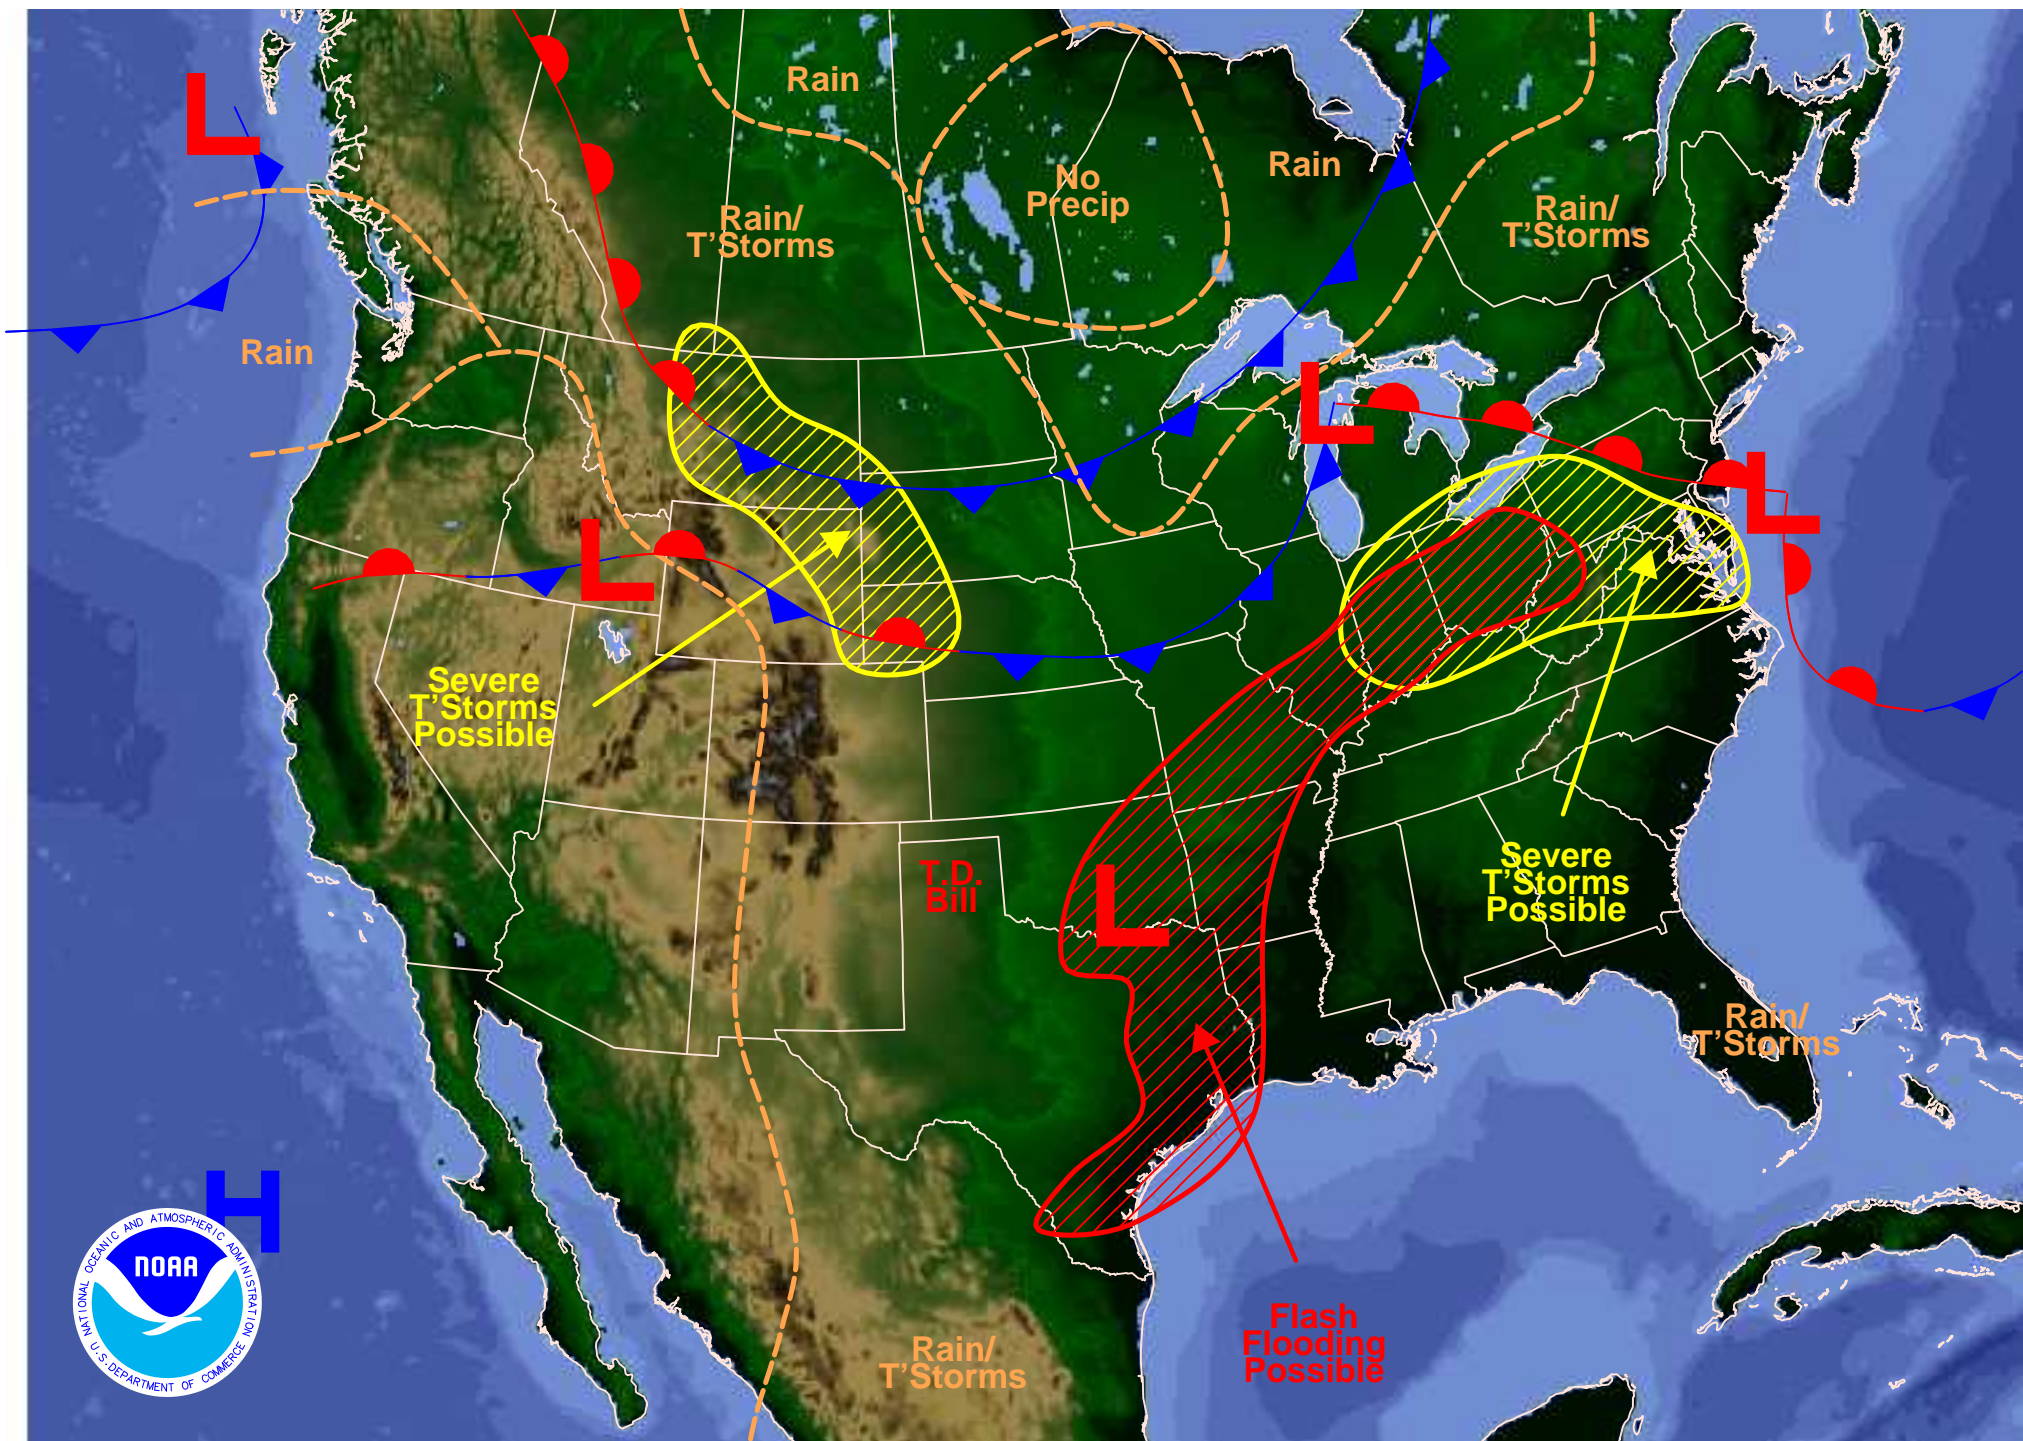 L
Rain
No
Precip
Rain
Rain/
T'Storms
Rain/
T'Storms
Rain
L
L
L
Severe
T'Storms
Possible
T.D.
Bill
L
Severe
T'Storms
Possible
Rain/
T'Storms
H
NATIONAL OCEANIC AND ATMOSPHERIC ADMINISTRATION
NOAA
U.S. DEPARTMENT OF COMMERCE
Flash
Flooding
Possible
Rain/
T'Storms